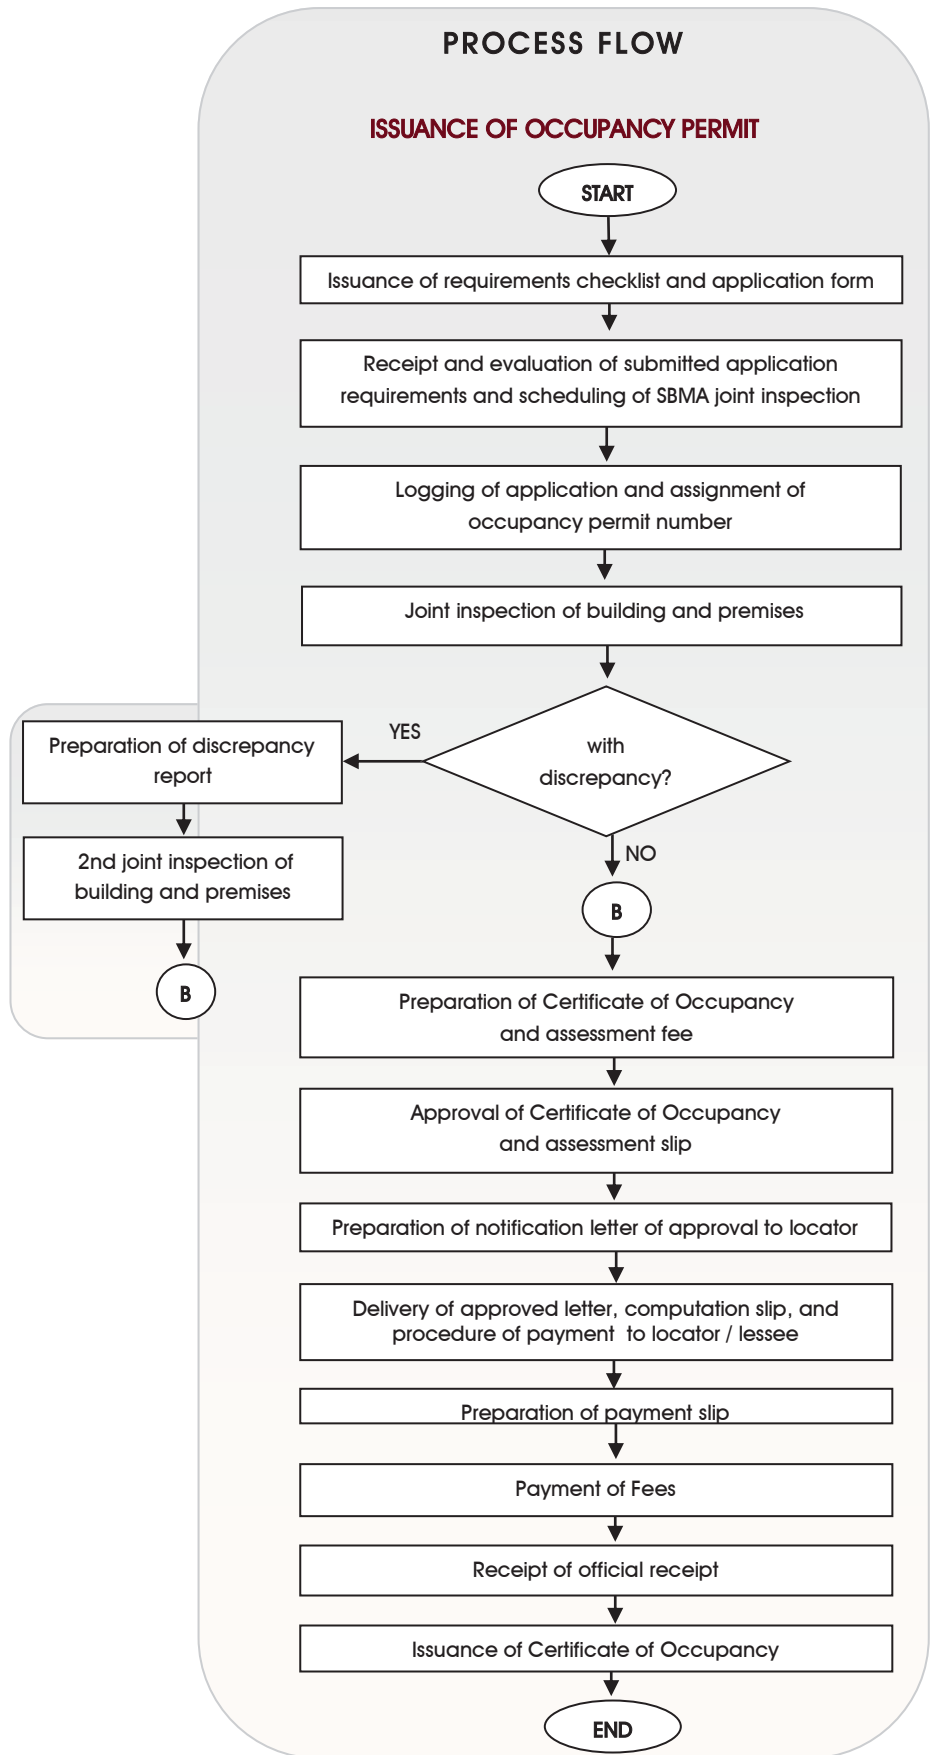 PROCESS FLOW
ISSUANCE OF OCCUPANCY PERMIT
START
Issuance of requirements checklist and application form
Receipt and evaluation of submitted application
requirements and scheduling of SBMA joint inspection
Logging of application and assignment of
occupancy permit number
Joint inspection of building and premises
with
discrepancy?
YES
Preparation of discrepancy
report
2nd joint inspection of
building and premises
B
NO
B
Preparation of Certificate of Occupancy
and assessment fee
Approval of Certificate of Occupancy
and assessment slip
Preparation of notification letter of approval to locator
Delivery of approved letter, computation slip, and
procedure of payment to locator / lessee
Preparation of payment slip
Payment of Fees
Receipt of official receipt
Issuance of Certificate of Occupancy
END